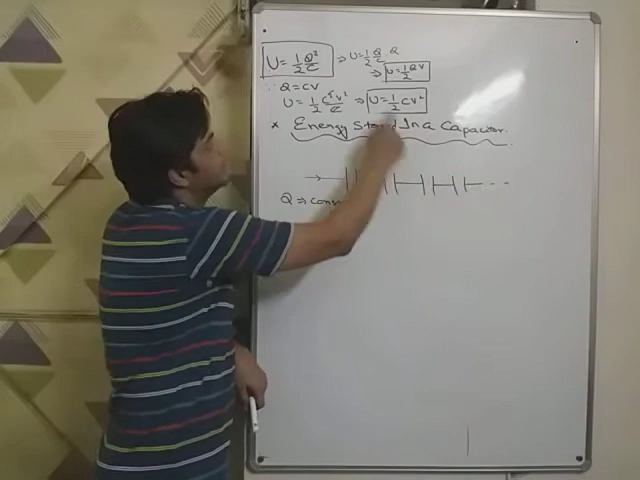 U = 1/2 Q²/C ⇒ U = 1/2 Q/C · Q
⇒ U = 1/2 QV
∵ Q = CV
U = 1/2 C²V²/C ⇒ U = 1/2 CV²
* Energy Stored In a Capacitor.
Q ⇒